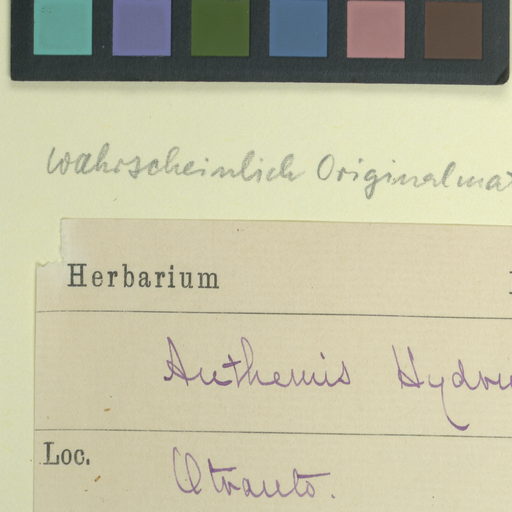 Wahrscheinlich Originalmat
Herbarium
Anthemis Hydru
Loc.
Otranto.